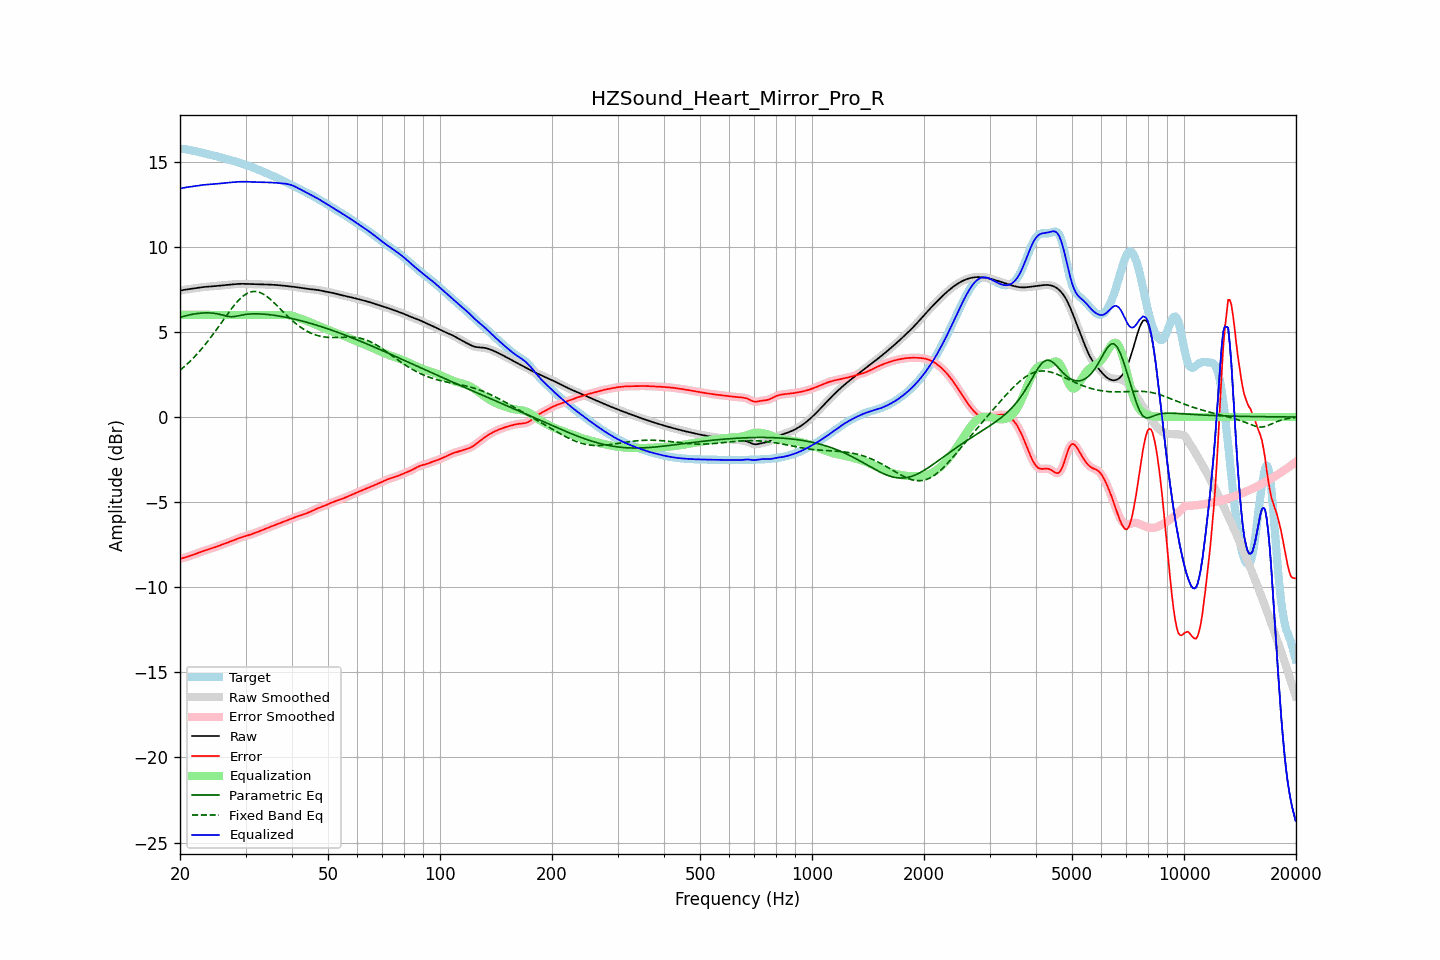 HZSound_Heart_Mirror_Pro_R
15
10
5
0
−5
−10
−15
−20
−25
Amplitude (dBr)
Target
Raw Smoothed
Error Smoothed
Raw
Error
Equalization
Parametric Eq
Fixed Band Eq
Equalized
20
50
100
200
500
1000
2000
5000
10000
20000
Frequency (Hz)